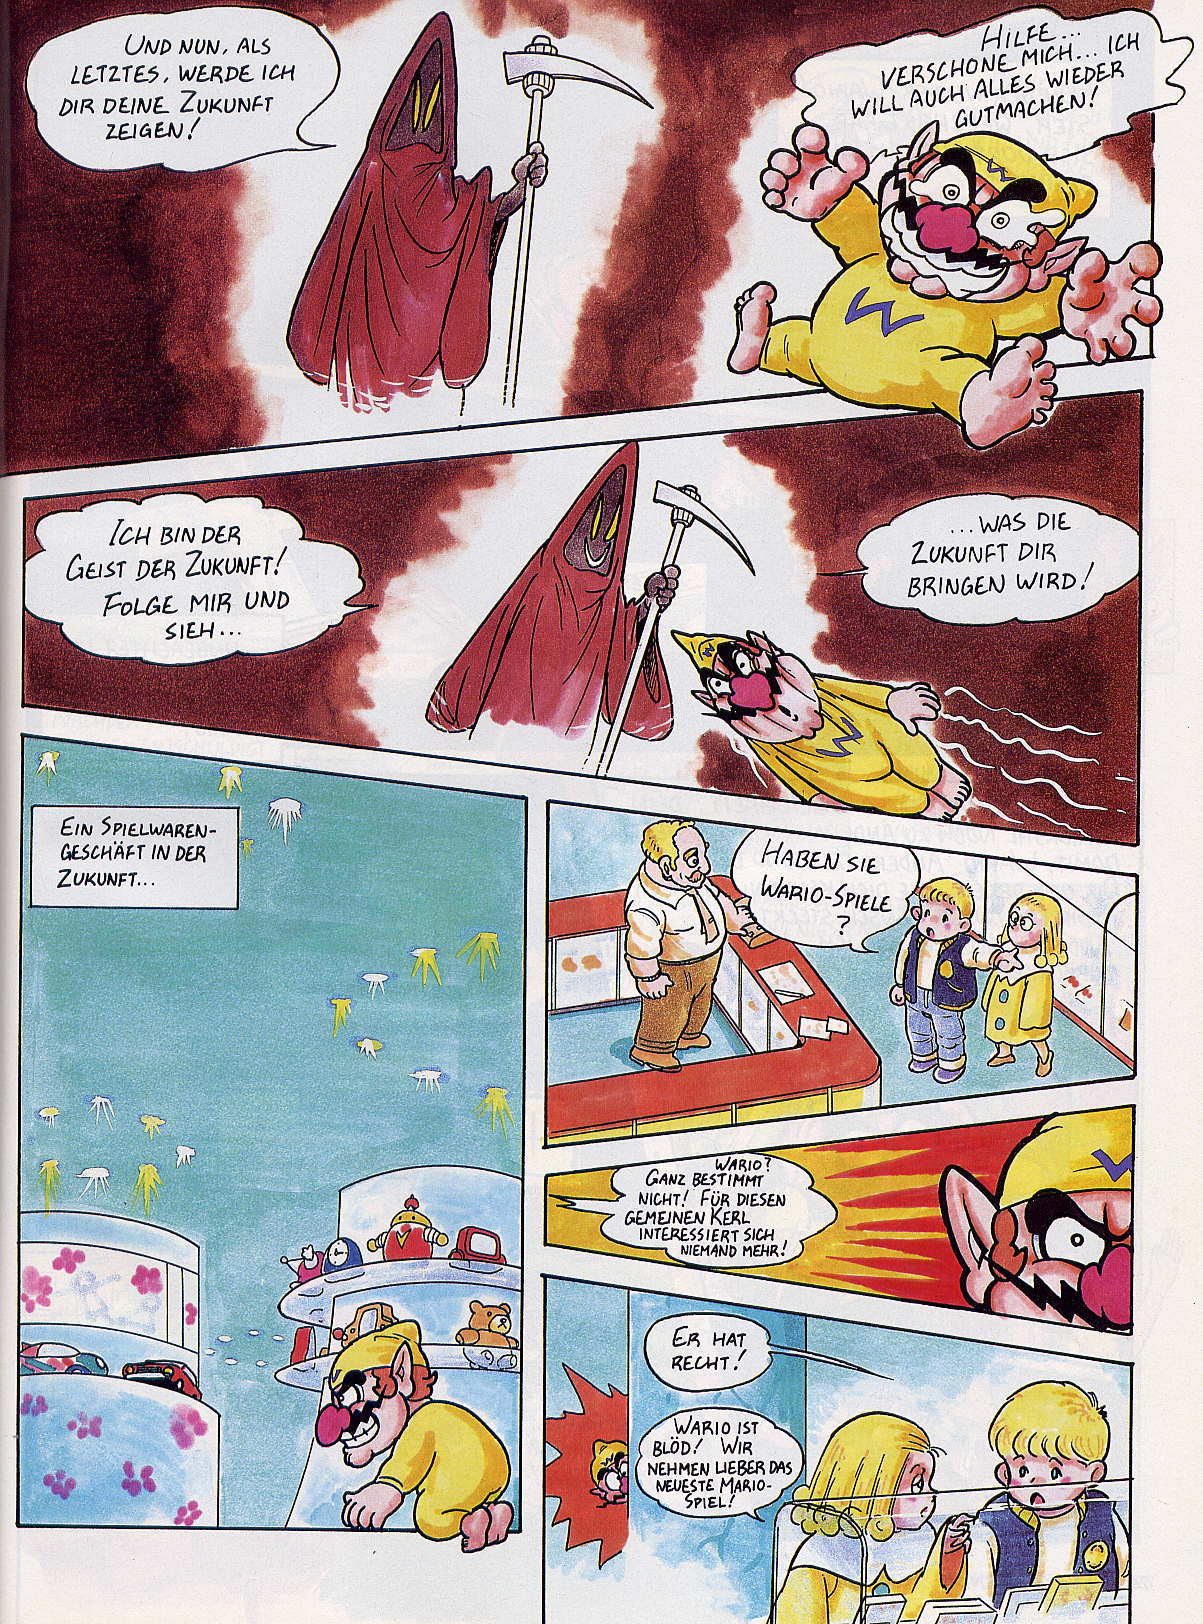 UND NUN, ALS
LETZTES, WERDE ICH
DIR DEINE ZUKUNFT
ZEIGEN!
HILFE...
VERSCHONE MICH... ICH
WILL AUCH ALLES WIEDER
GUTMACHEN!
W
W
ICH BIN DER
GEIST DER ZUKUNFT!
FOLGE MIR UND
SIEH...
...WAS DIE
ZUKUNFT DIR
BRINGEN WIRD!
W
W
EIN SPIELWAREN-
GESCHÄFT IN DER
ZUKUNFT...
HABEN SIE
WARIO-SPIELE
?
WARIO?
GANZ BESTIMMT
NICHT! FÜR DIESEN
GEMEINEN KERL
INTERESSIERT SICH
NIEMAND MEHR!
W
ER HAT
RECHT!
WARIO IST
BLÖD! WIR
NEHMEN LIEBER DAS
NEUESTE MARIO-
SPIEL!